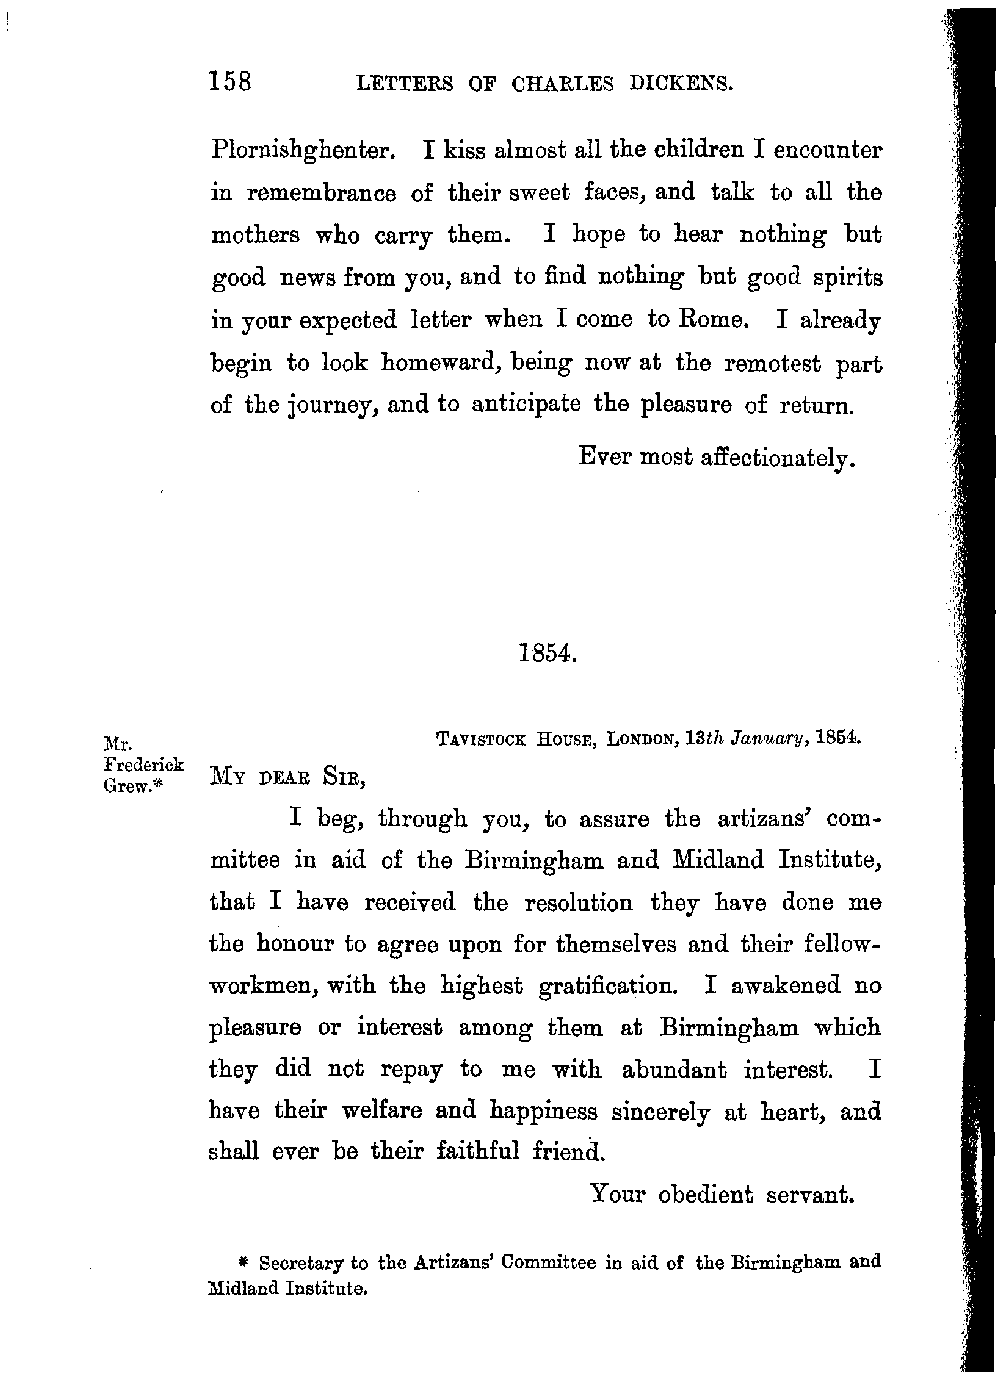 158 LETTERS OF CHARLES DICKENS.
Plornishghenter. I kiss almost all the children I encounter
in remembrance of their sweet faces, and talk to all the
mothers who carry them. I hope to hear nothing but
good news from you, and to find nothing but good spirits
in your expected letter when I come to Rome. I already
begin to look homeward, being now at the remotest part
of the journey, and to anticipate the pleasure of return.
Ever most affectionately.
1854.
Mr.
Frederick
Grew.*
TAVISTOCK HOUSE, LONDON, 13th January, 1854.
MY DEAR SIR,
I beg, through you, to assure the artizans' com-
mittee in aid of the Birmingham and Midland Institute,
that I have received the resolution they have done me
the honour to agree upon for themselves and their fellow-
workmen, with the highest gratification. I awakened no
pleasure or interest among them at Birmingham which
they did not repay to me with abundant interest. I
have their welfare and happiness sincerely at heart, and
shall ever be their faithful friend.
Your obedient servant.
* Secretary to the Artizans' Committee in aid of the Birmingham and
Midland Institute.